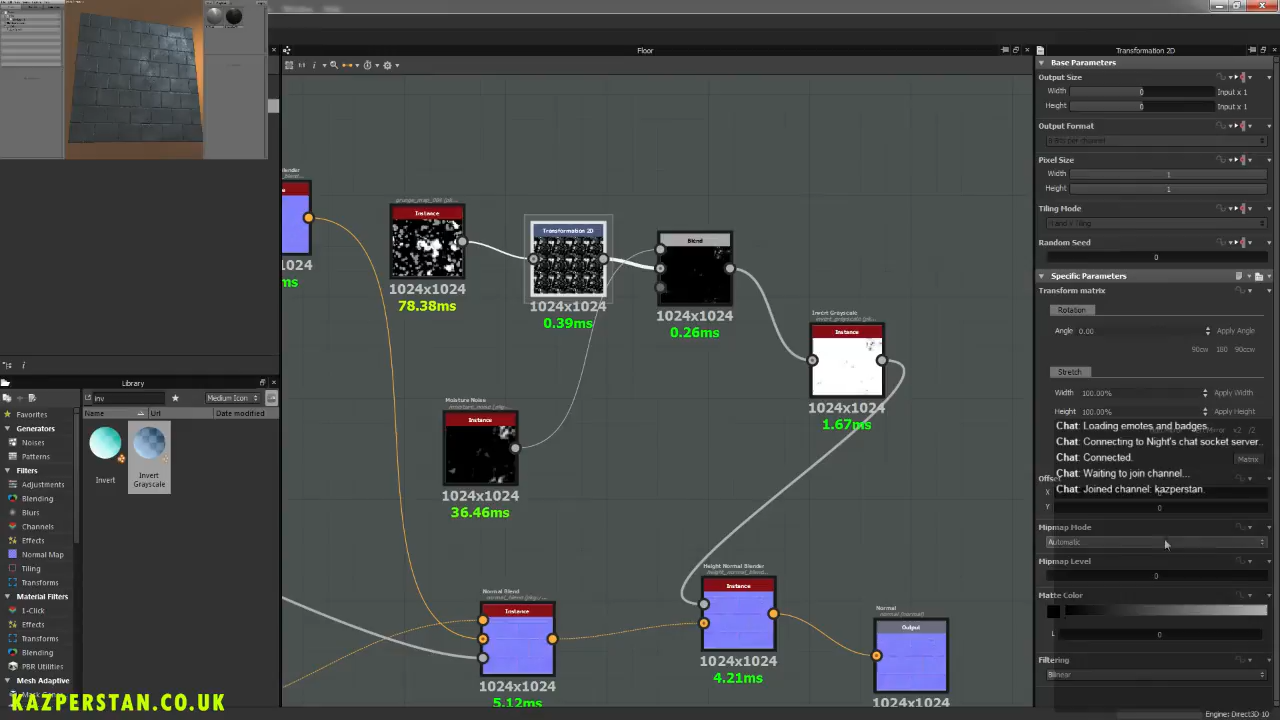 Floor
Transformation 2D
Base Parameters
Output Size
Width
0
Input x 1
Height
0
Input x 1
Output Format
Pixel Size
Width
1
Height
1
Tiling Mode
Random Seed
0
Specific Parameters
Transform matrix
Rotation
Angle 0.00
Apply Angle
90cw 180 90ccw
Stretch
Width 100.00%
Apply Width
Height 100.00%
Apply Height
x2 /2
Chat: Loading emotes and badges.
Chat: Connecting to Night's chat socket server..
Chat: Connected.
Matrix
Chat: Waiting to join channel...
Offset
X
Chat: Joined channel: kazperstan.
Y
0
Mipmap Mode
Automatic
Mipmap Level
0
Matte Color
L
0
Filtering
Bilinear
Engine: Direct3D 10
Instance
78.38ms
1024x1024
Transformation 2D
1024x1024
0.39ms
Blend
1024x1024
0.26ms
Invert Grayscale
Instance
1024x1024
1.67ms
Moisture Noise
Instance
1024x1024
36.46ms
Normal Blend
Instance
1024x1024
5.12ms
Height Normal Blender
Instance
1024x1024
4.21ms
Normal
Output
1024x1024
Library
inv
Medium Icon
Name
Url
Date modified
Favorites
Generators
Noises
Patterns
Filters
Adjustments
Blending
Blurs
Channels
Effects
Normal Map
Tiling
Transforms
Material Filters
1-Click
Effects
Transforms
Blending
PBR Utilities
Mesh Adaptive
Invert
Invert
Grayscale
KAZPERSTAN.CO.UK